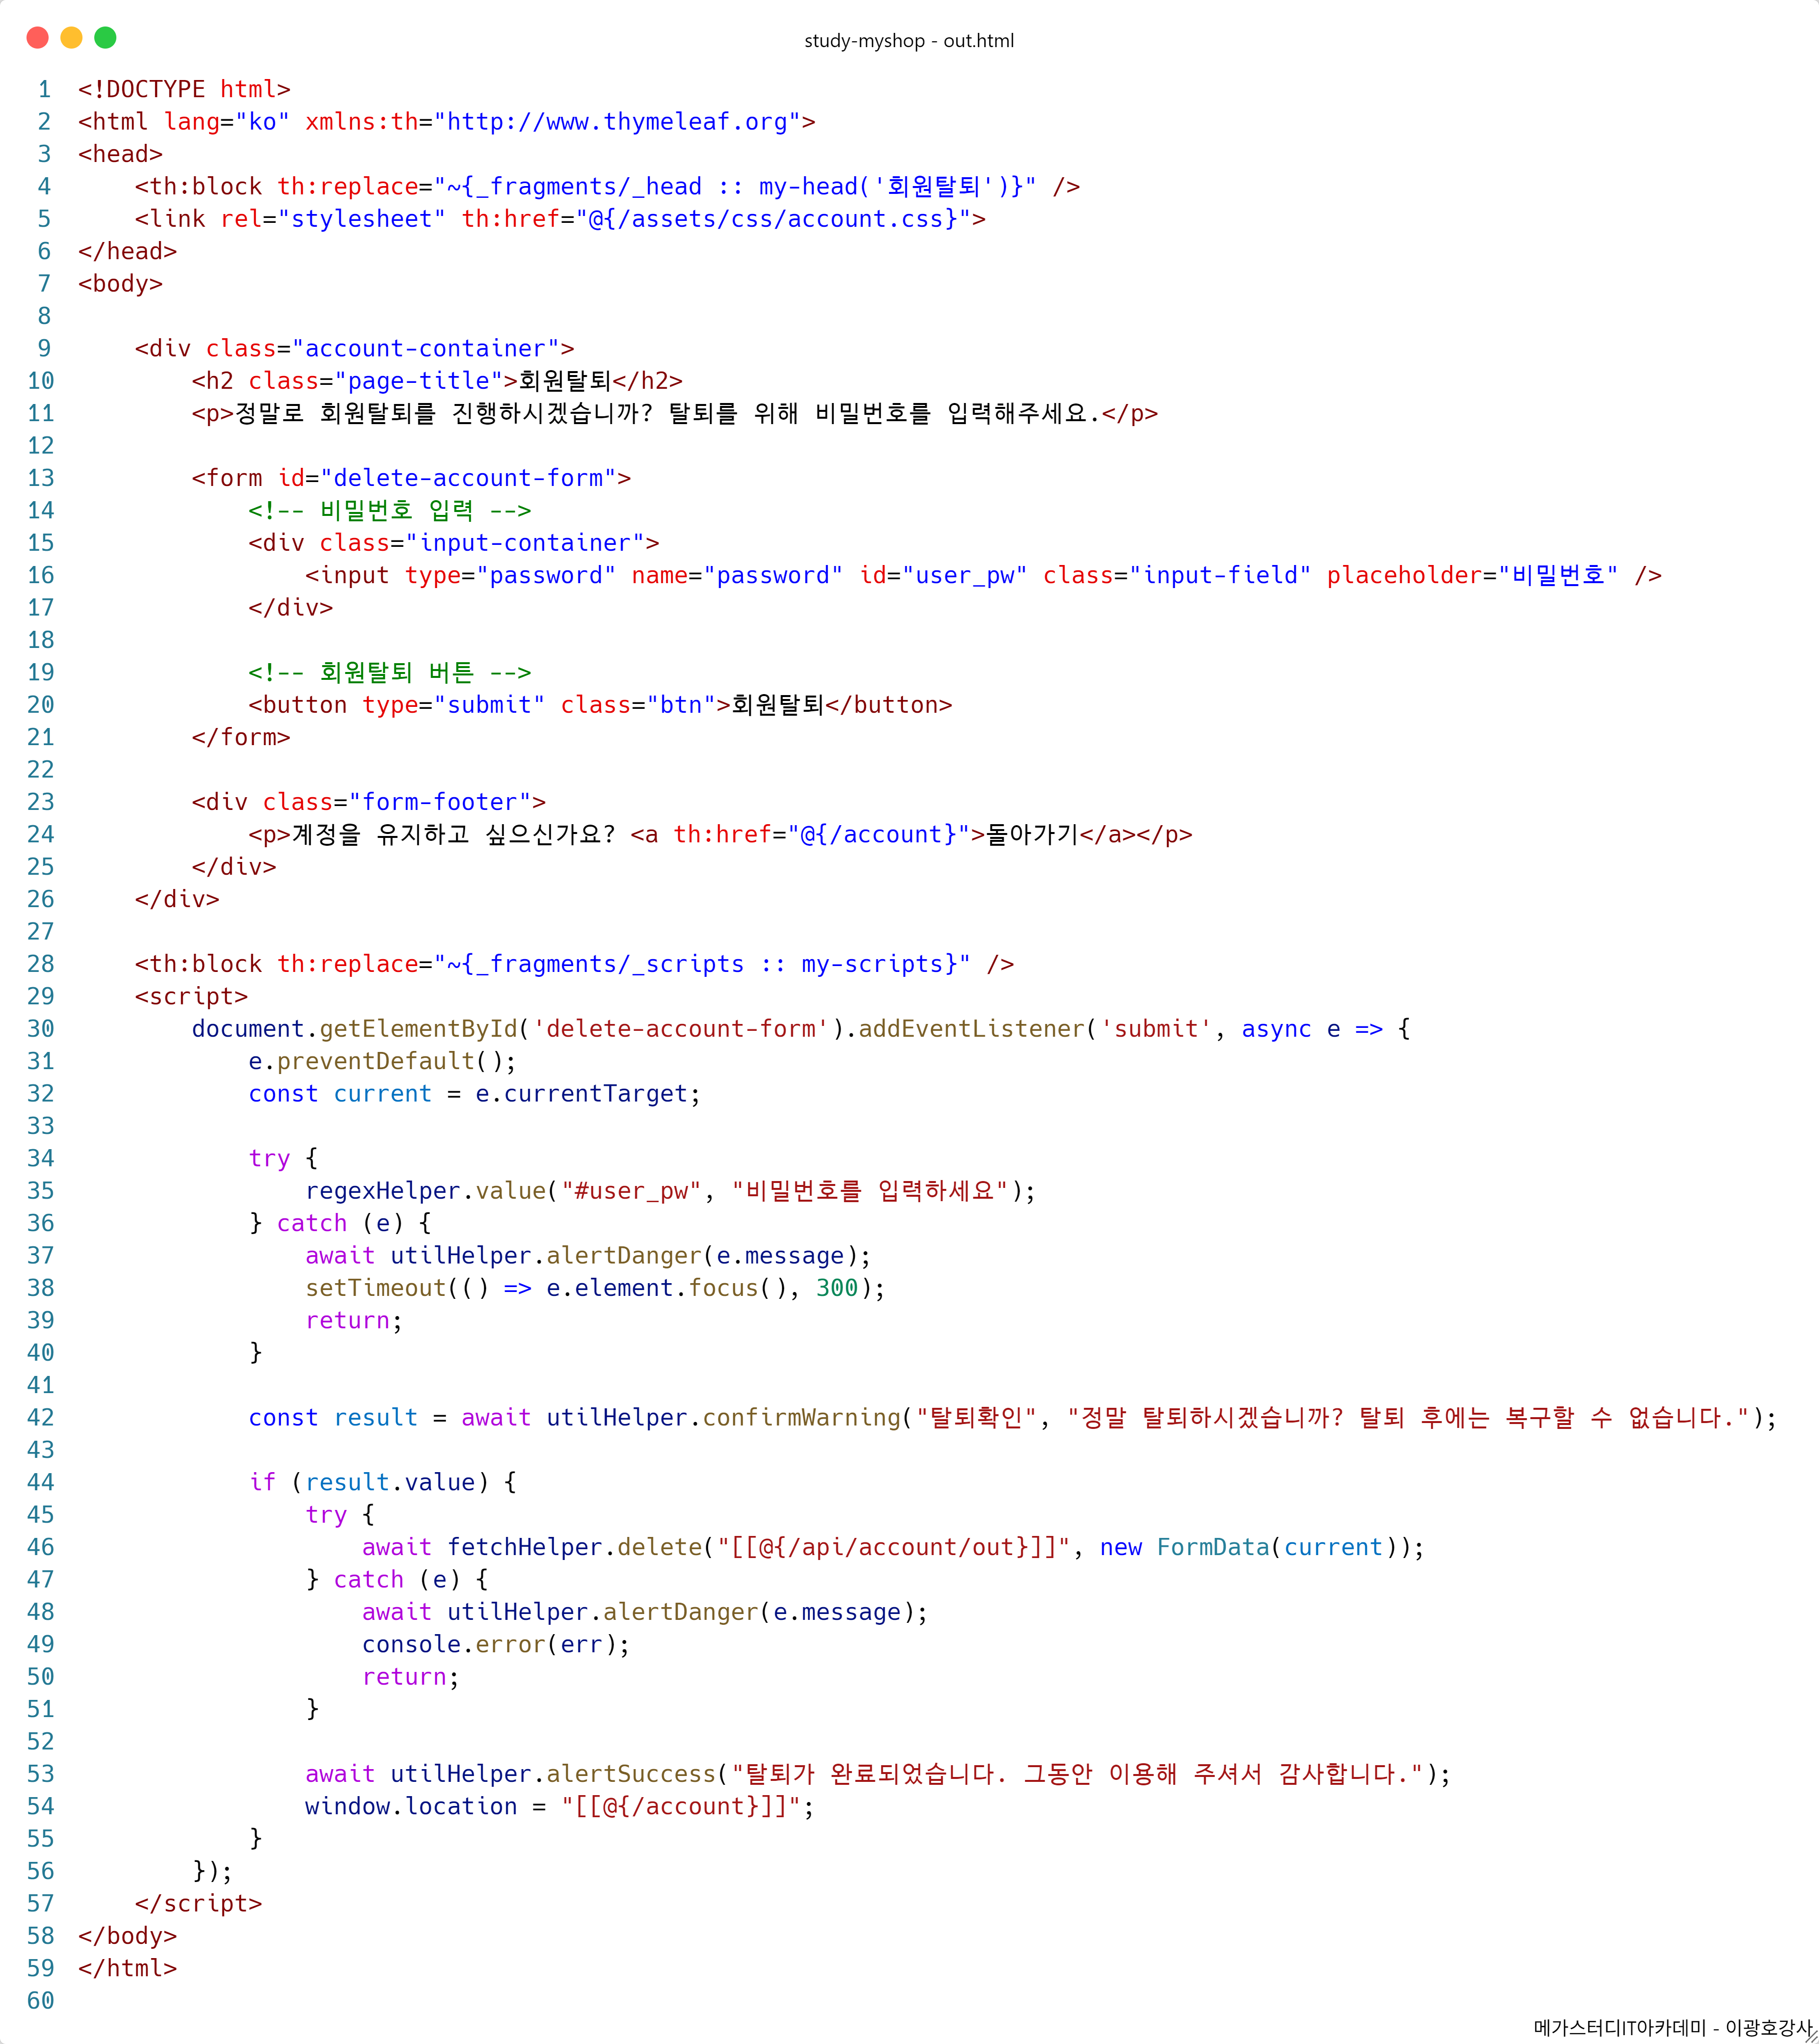 study-myshop - out.html
1 <!DOCTYPE html>
2 <html lang="ko" xmlns:th="http://www.thymeleaf.org">
3 <head>
4     <th:block th:replace="~{_fragments/_head :: my-head('회원탈퇴')}" />
5     <link rel="stylesheet" th:href="@{/assets/css/account.css}">
6 </head>
7 <body>
8
9     <div class="account-container">
10         <h2 class="page-title">회원탈퇴</h2>
11         <p>정말로 회원탈퇴를 진행하시겠습니까? 탈퇴를 위해 비밀번호를 입력해주세요.</p>
12
13         <form id="delete-account-form">
14             <!-- 비밀번호 입력 -->
15             <div class="input-container">
16                 <input type="password" name="password" id="user_pw" class="input-field" placeholder="비밀번호" />
17             </div>
18
19             <!-- 회원탈퇴 버튼 -->
20             <button type="submit" class="btn">회원탈퇴</button>
21         </form>
22
23         <div class="form-footer">
24             <p>계정을 유지하고 싶으신가요? <a th:href="@{/account}">돌아가기</a></p>
25         </div>
26     </div>
27
28     <th:block th:replace="~{_fragments/_scripts :: my-scripts}" />
29     <script>
30         document.getElementById('delete-account-form').addEventListener('submit', async e => {
31             e.preventDefault();
32             const current = e.currentTarget;
33
34             try {
35                 regexHelper.value("#user_pw", "비밀번호를 입력하세요");
36             } catch (e) {
37                 await utilHelper.alertDanger(e.message);
38                 setTimeout(() => e.element.focus(), 300);
39                 return;
40             }
41
42             const result = await utilHelper.confirmWarning("탈퇴확인", "정말 탈퇴하시겠습니까? 탈퇴 후에는 복구할 수 없습니다.");
43
44             if (result.value) {
45                 try {
46                     await fetchHelper.delete("[[@{/api/account/out}]]", new FormData(current));
47                 } catch (e) {
48                     await utilHelper.alertDanger(e.message);
49                     console.error(err);
50                     return;
51                 }
52
53                 await utilHelper.alertSuccess("탈퇴가 완료되었습니다. 그동안 이용해 주셔서 감사합니다.");
54                 window.location = "[[@{/account}]]";
55             }
56         });
57     </script>
58 </body>
59 </html>
60
메가스터디IT아카데미 - 이광호강사